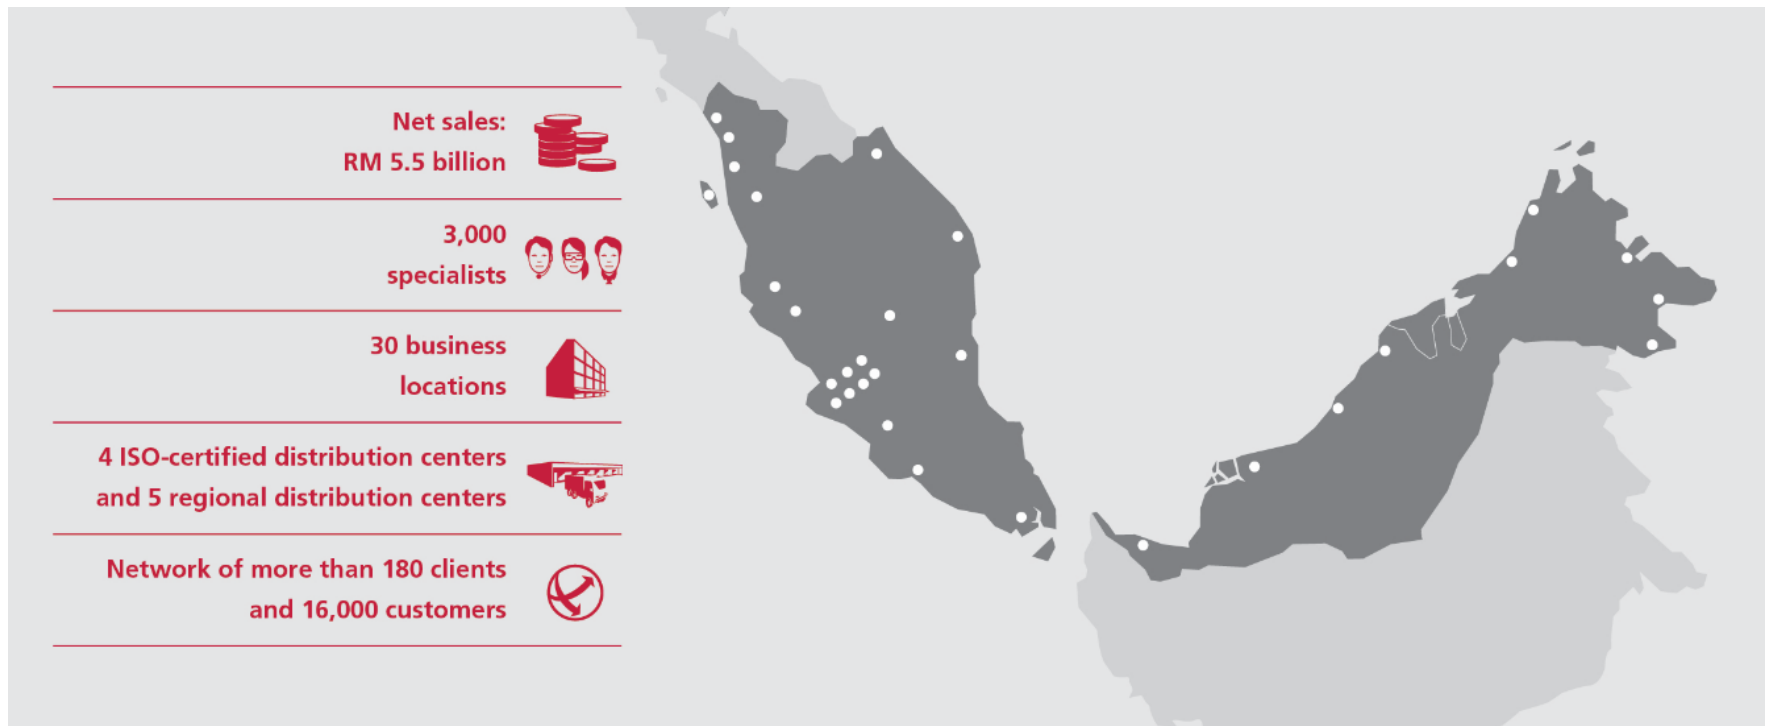 Net sales:
RM 5.5 billion
3,000
specialists
30 business
locations
4 ISO-certified distribution centers
and 5 regional distribution centers
Network of more than 180 clients
and 16,000 customers